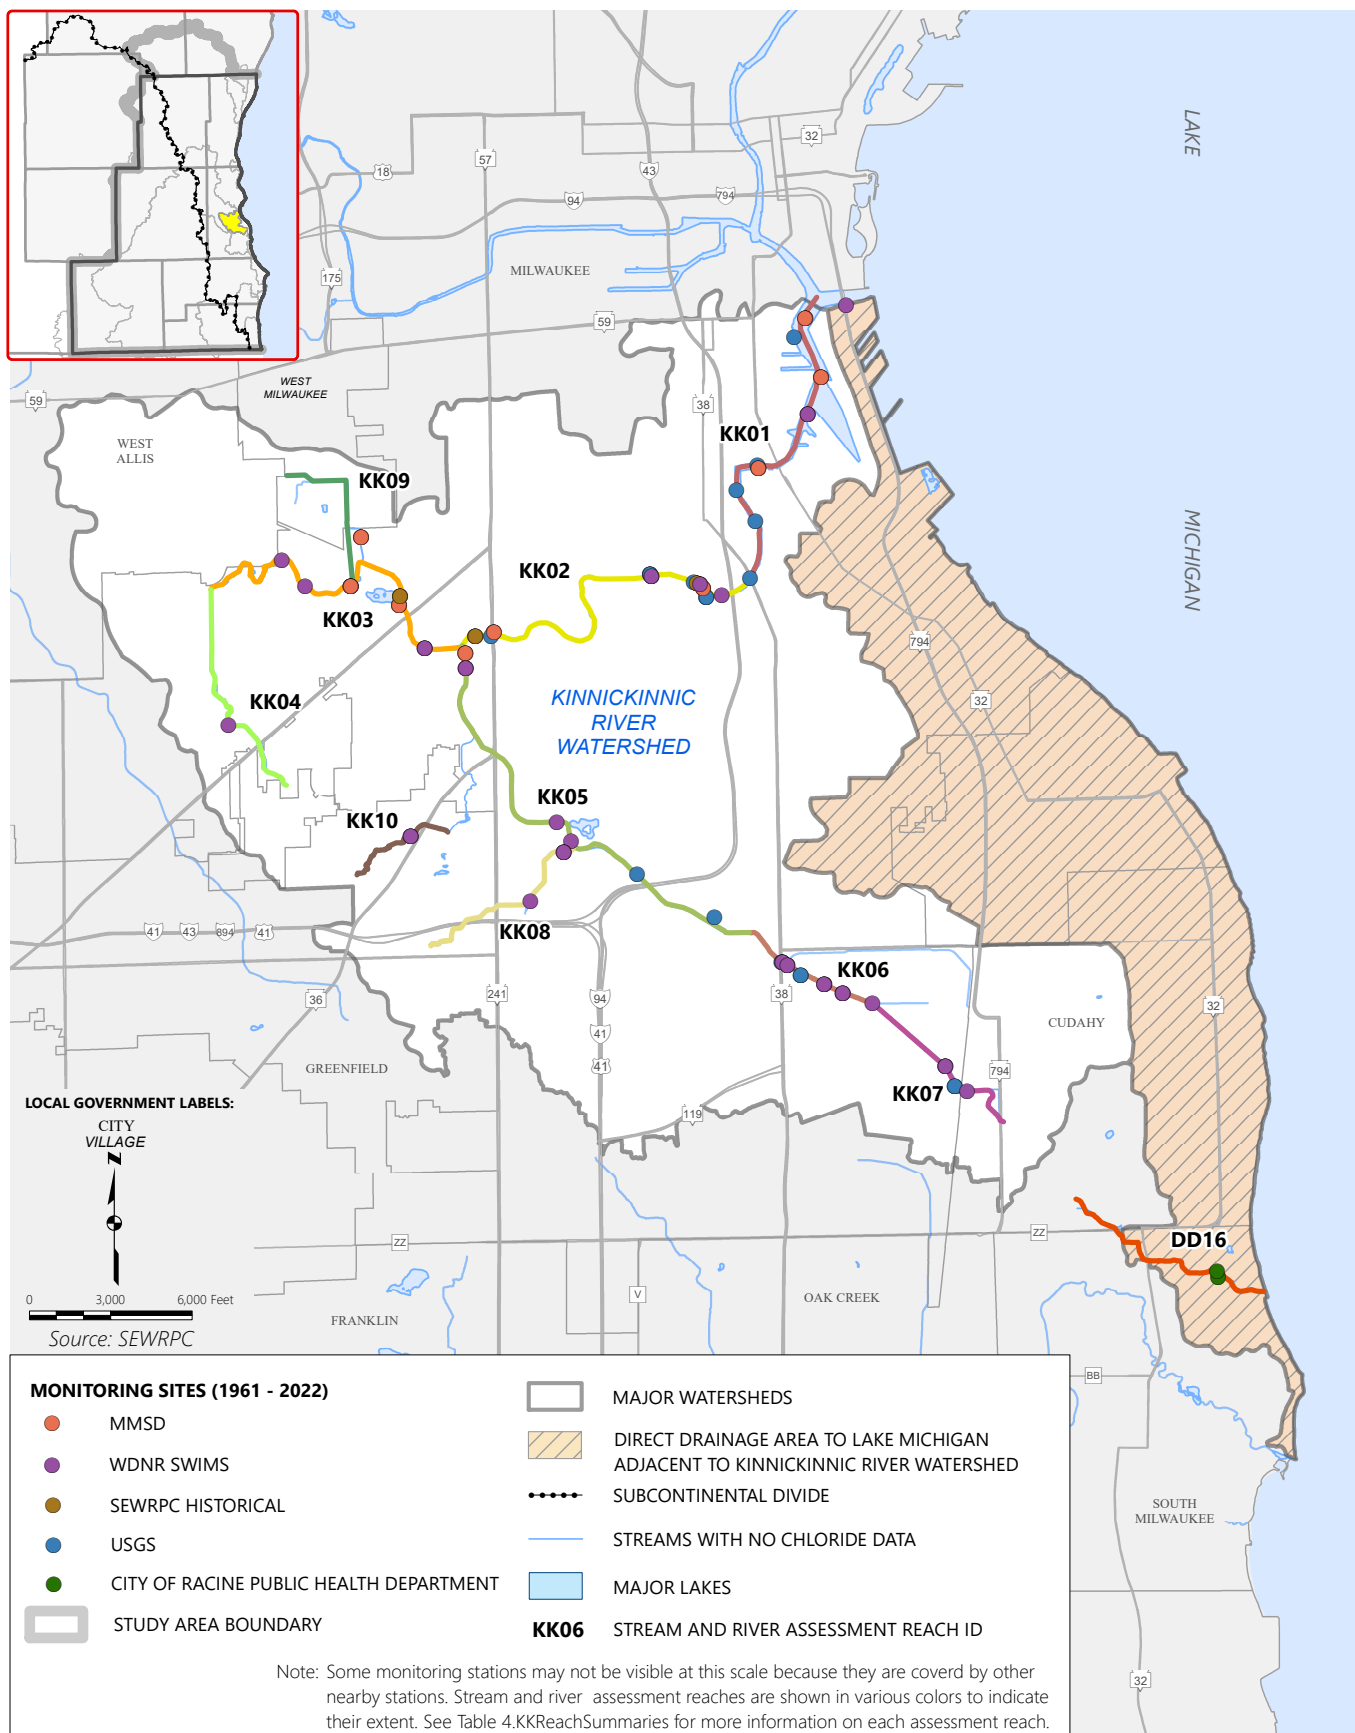 LAKE
MICHIGAN
32
57
18
43
94
794
MILWAUKEE
175
59
WEST
MILWAUKEE
59
38
WEST
ALLIS
KK01
KK09
KK02
KK03
794
KINNICKINNIC
RIVER
WATERSHED
KK04
32
KK05
KK10
KK08
41
43
894
41
KK06
36
241
94
38
32
CUDAHY
41
GREENFIELD
41
794
KK07
119
LOCAL GOVERNMENT LABELS:
CITY
VILLAGE
N
ZZ
ZZ
DD16
0 3,000 6,000 Feet
Source: SEWRPC
V
OAK CREEK
FRANKLIN
BB
SOUTH
MILWAUKEE
32
MONITORING SITES (1961 - 2022)
MMSD
WDNR SWIMS
SEWRPC HISTORICAL
USGS
CITY OF RACINE PUBLIC HEALTH DEPARTMENT
STUDY AREA BOUNDARY
MAJOR WATERSHEDS
DIRECT DRAINAGE AREA TO LAKE MICHIGAN
ADJACENT TO KINNICKINNIC RIVER WATERSHED
SUBCONTINENTAL DIVIDE
STREAMS WITH NO CHLORIDE DATA
MAJOR LAKES
KK06 STREAM AND RIVER ASSESSMENT REACH ID
Note: Some monitoring stations may not be visible at this scale because they are coverd by other
nearby stations. Stream and river assessment reaches are shown in various colors to indicate
their extent. See Table 4.KKReachSummaries for more information on each assessment reach.